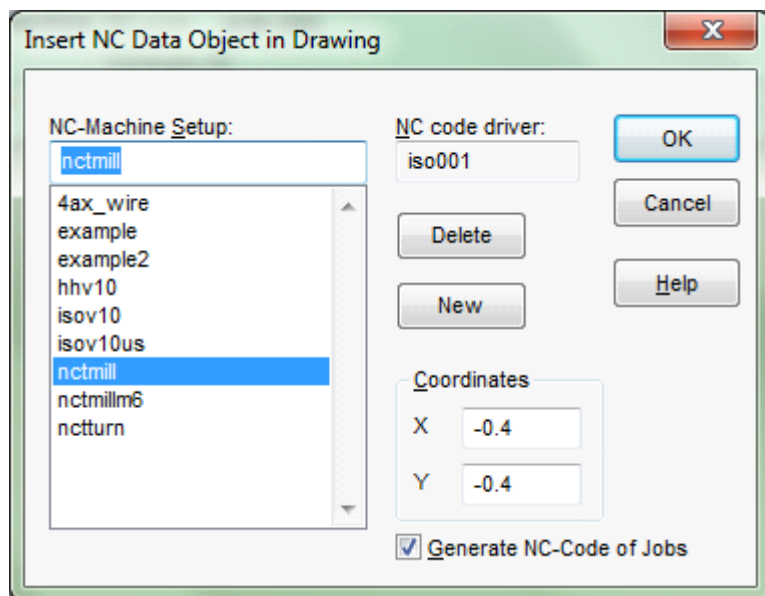 Insert NC Data Object in Drawing
NC-Machine Setup:
nctmill
4ax_wire
example
example2
hhv10
isov10
isov10us
nctmill
nctmillm6
nctturn
NC code driver:
iso001
Delete
New
Coordinates
X -0.4
Y -0.4
Generate NC-Code of Jobs
OK
Cancel
Help